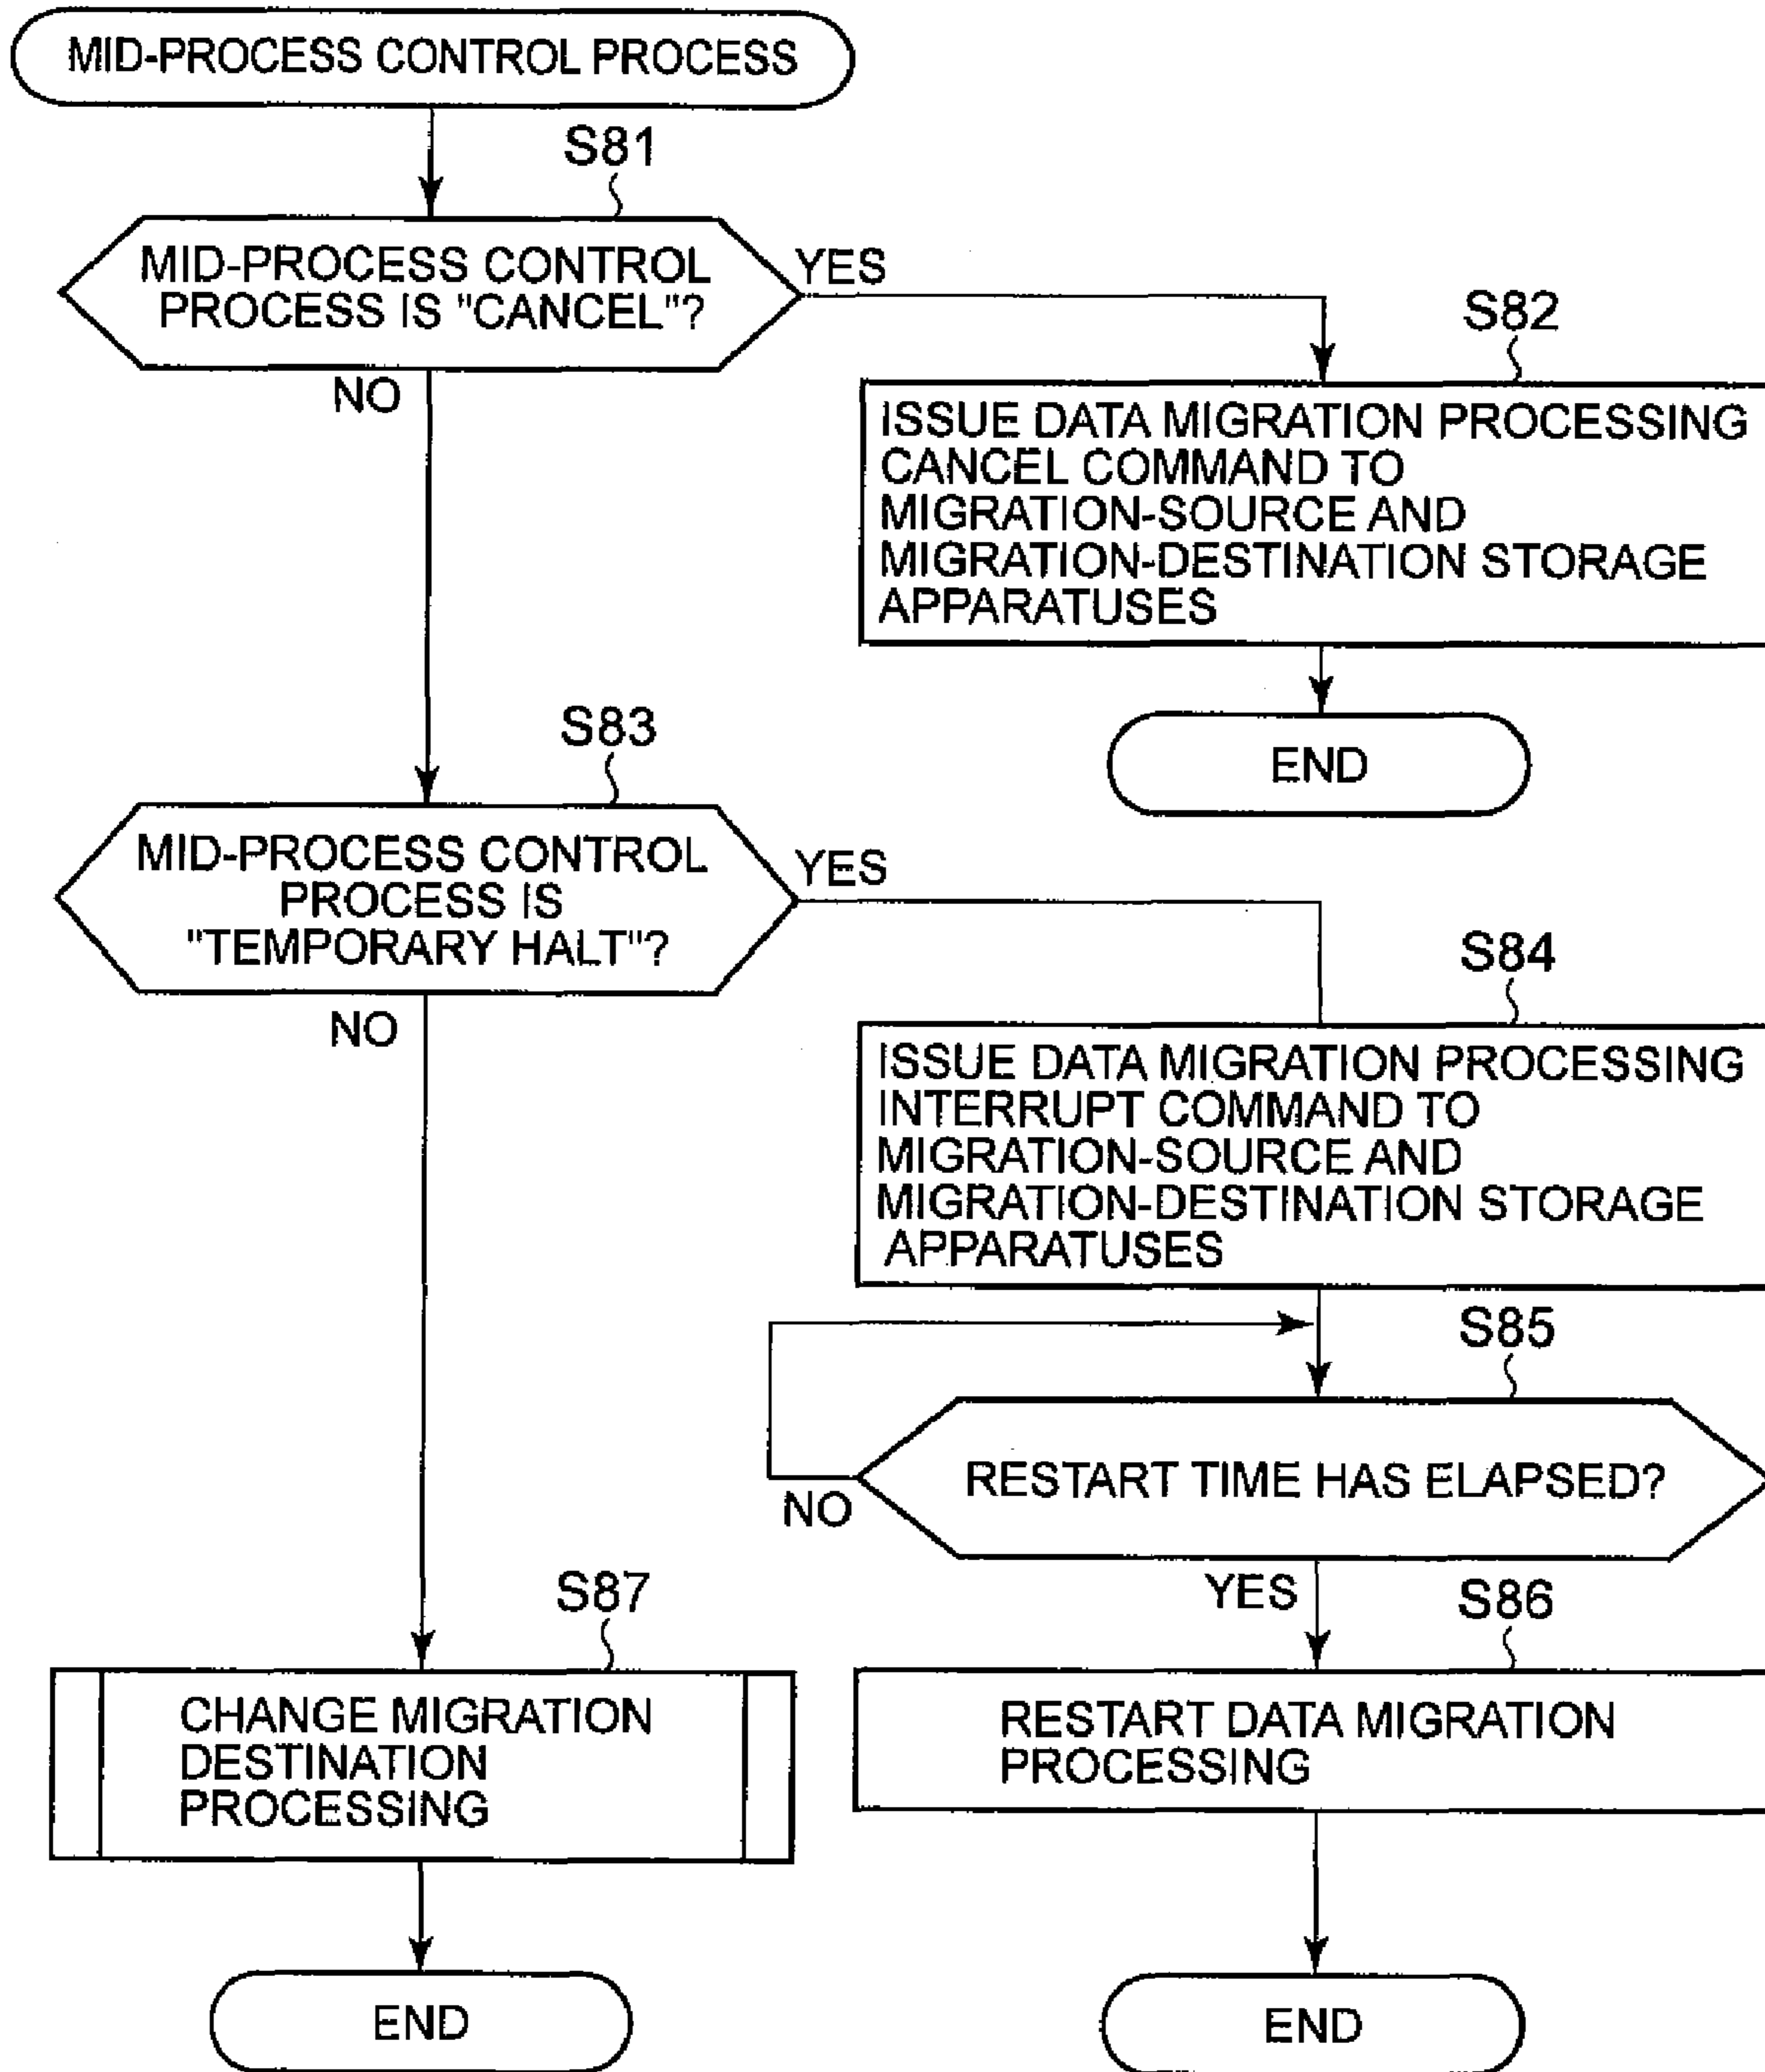 MID-PROCESS CONTROL PROCESS
S81
MID-PROCESS CONTROL
PROCESS IS "CANCEL"?
YES
NO
S82
ISSUE DATA MIGRATION PROCESSING
CANCEL COMMAND TO
MIGRATION-SOURCE AND
MIGRATION-DESTINATION STORAGE
APPARATUSES
END
S83
MID-PROCESS CONTROL
PROCESS IS
"TEMPORARY HALT"?
YES
NO
S84
ISSUE DATA MIGRATION PROCESSING
INTERRUPT COMMAND TO
MIGRATION-SOURCE AND
MIGRATION-DESTINATION STORAGE
APPARATUSES
S85
RESTART TIME HAS ELAPSED?
NO
YES
S86
RESTART DATA MIGRATION
PROCESSING
END
S87
CHANGE MIGRATION
DESTINATION
PROCESSING
END